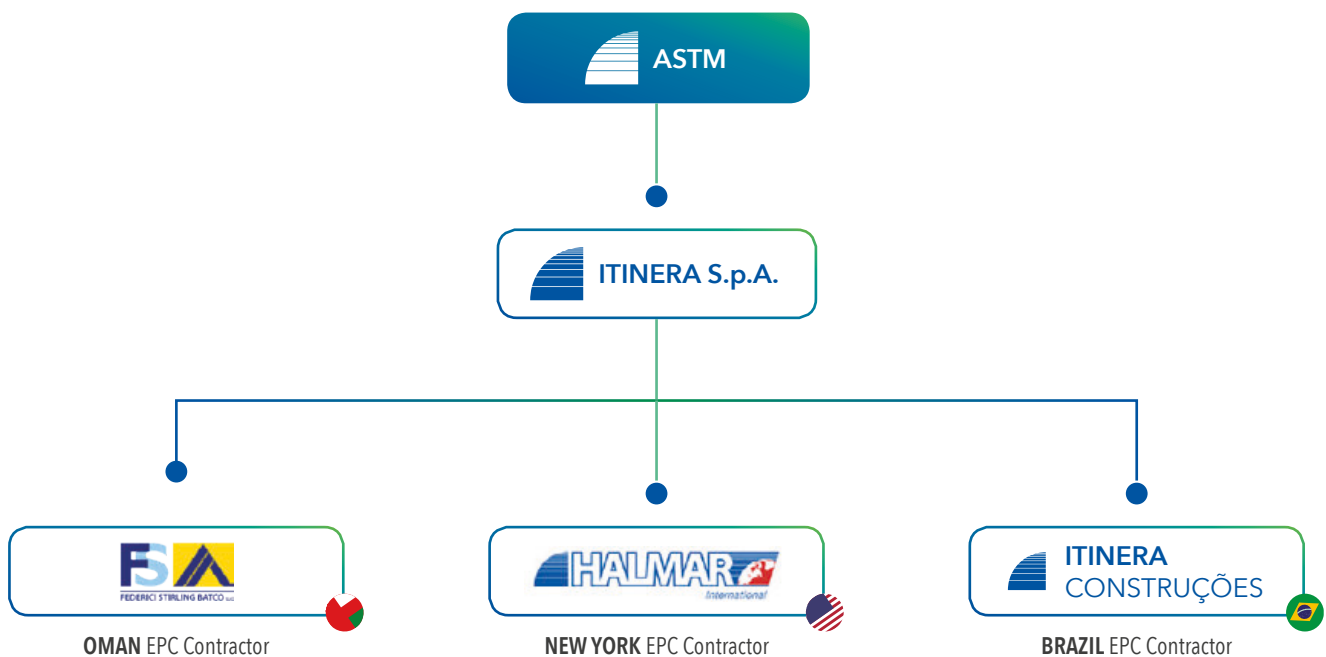 ASTM
ITINERA S.p.A.
FS
FEDERICI STIRLING BATCO LLC
HALMAR
International
ITINERA
CONSTRUÇÕES
OMAN EPC Contractor
NEW YORK EPC Contractor
BRAZIL EPC Contractor